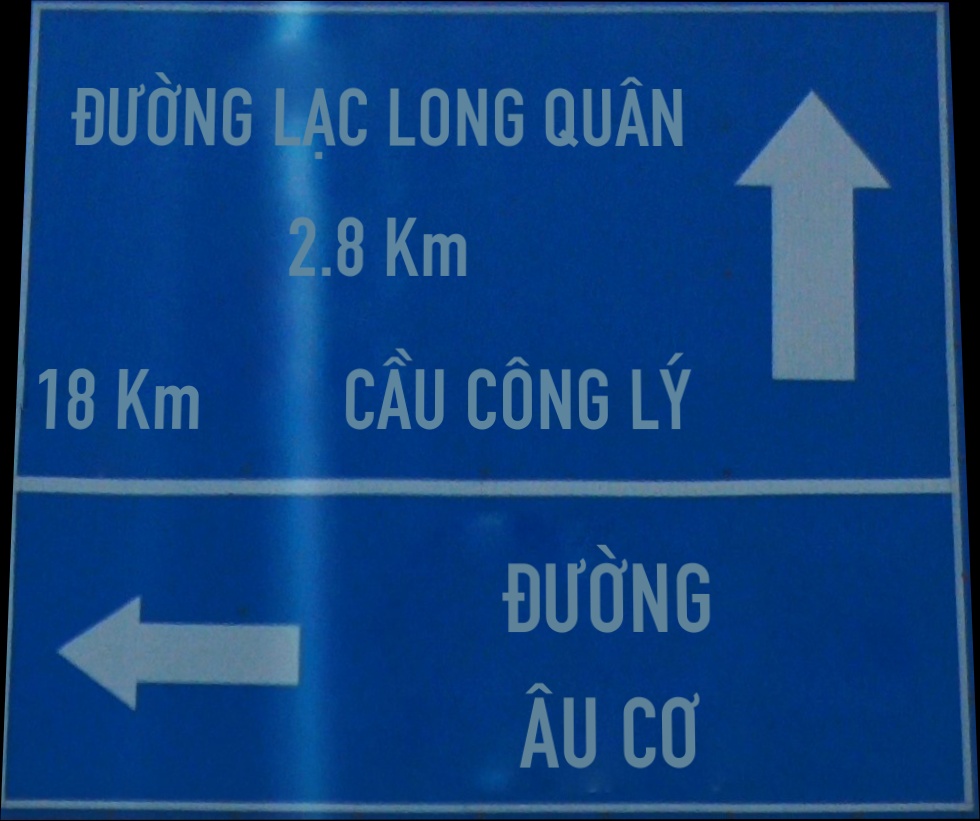 ĐƯỜNG LẠC LONG QUÂN
2.8 Km
18 Km CẦU CÔNG LÝ
ĐƯỜNG
ÂU CƠ